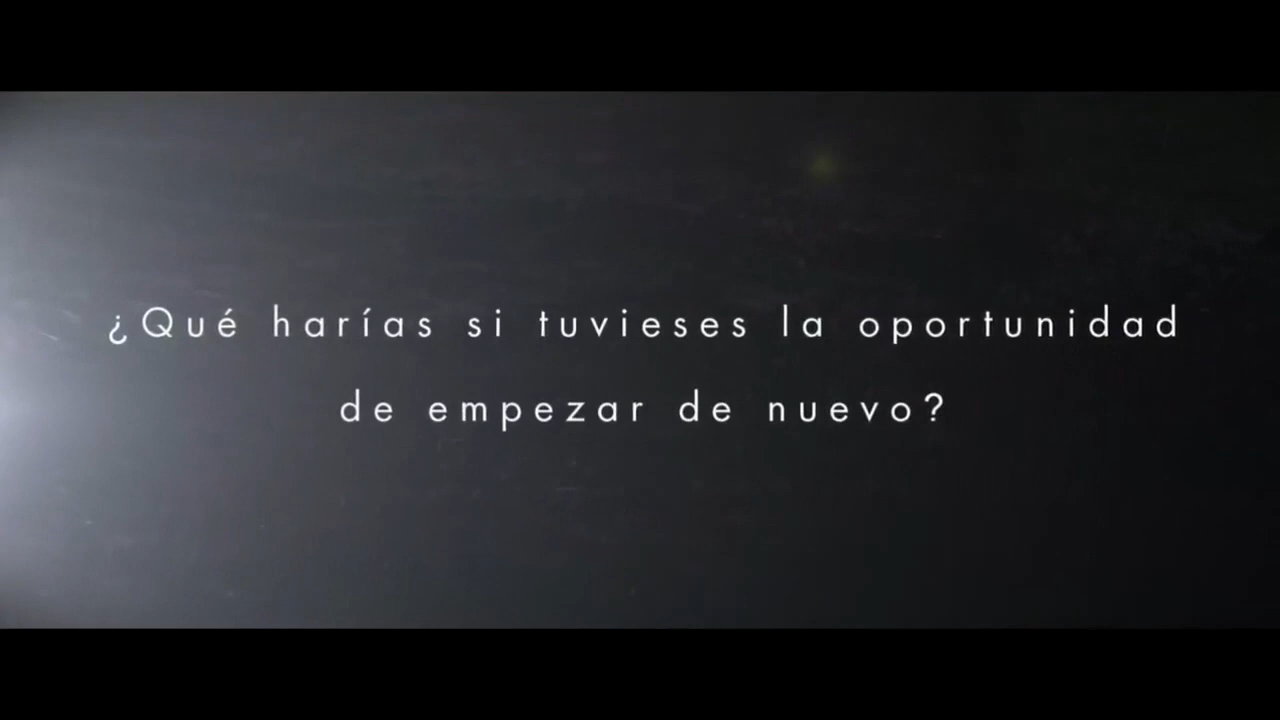 ¿Qué harías si tuvieses la oportunidad
de empezar de nuevo?